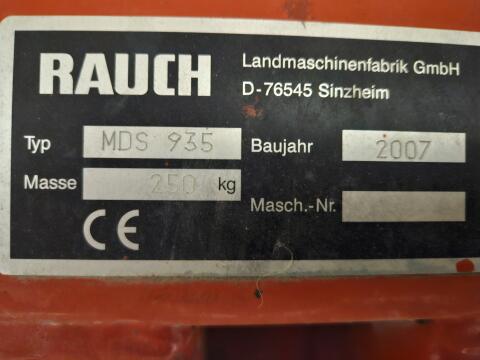 RAUCH
Landmaschinenfabrik GmbH
D-76545 Sinzheim
Typ MDS 935 Baujahr 2007
Masse 250 kg
Masch.-Nr.
CE